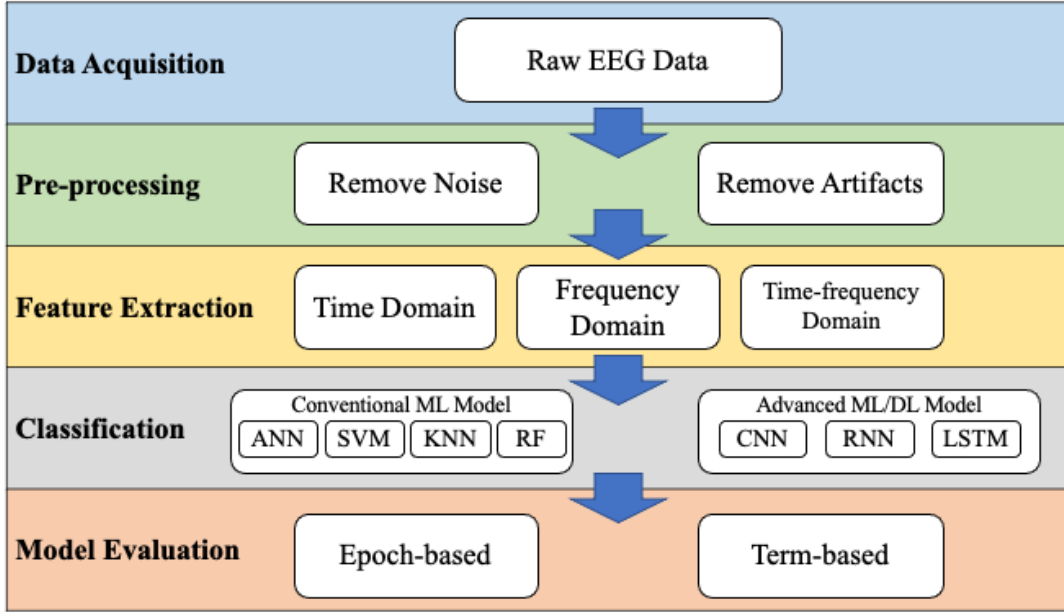 Data Acquisition
Raw EEG Data
Pre-processing
Remove Noise
Remove Artifacts
Feature Extraction
Time Domain
Frequency
Domain
Time-frequency
Domain
Classification
Conventional ML Model
ANN
SVM
KNN
RF
Advanced ML/DL Model
CNN
RNN
LSTM
Model Evaluation
Epoch-based
Term-based